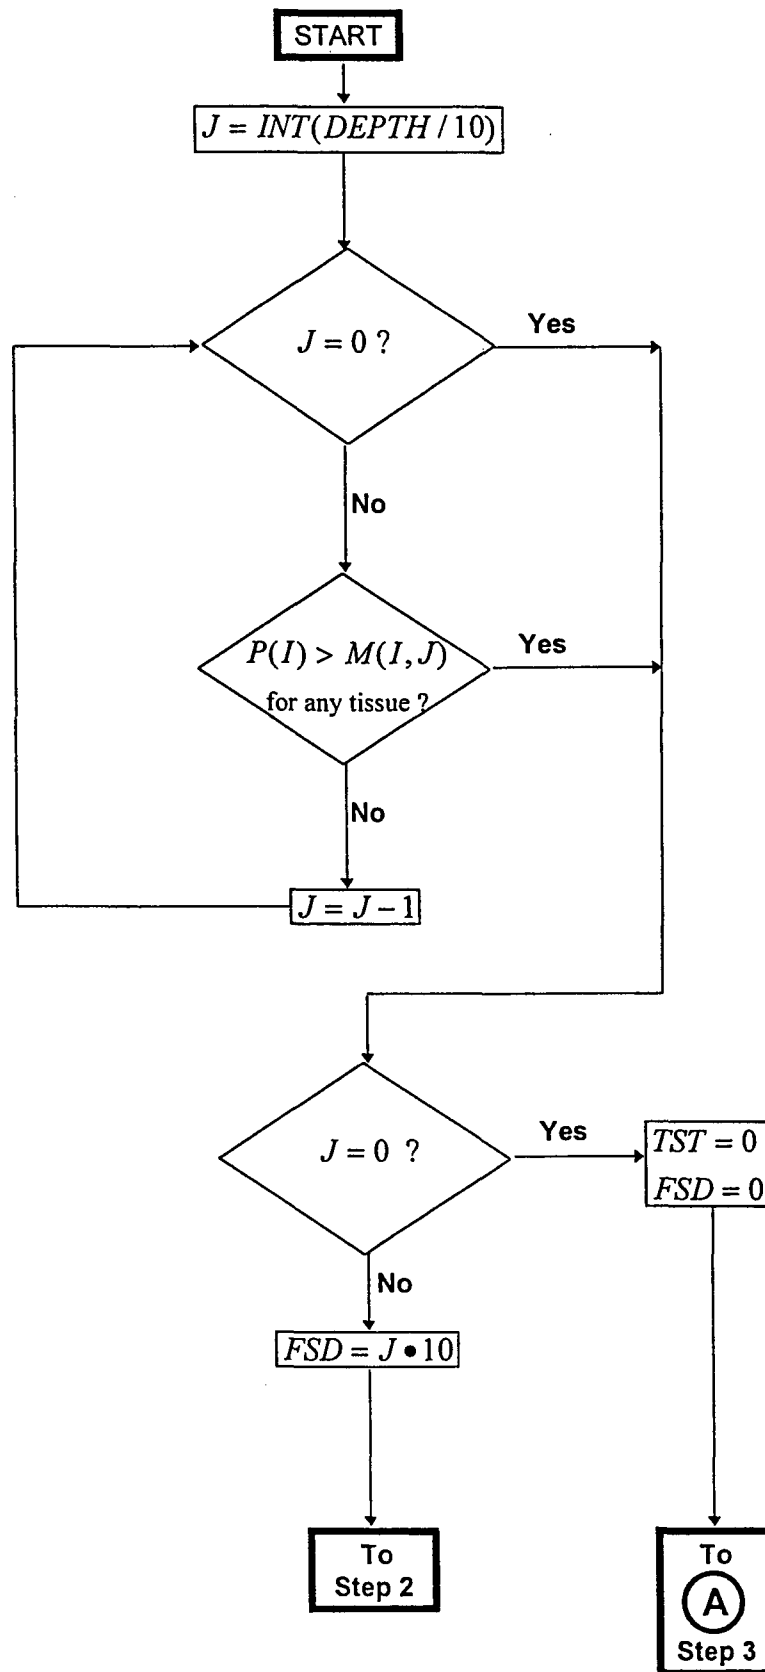 START
J = INT(DEPTH / 10)
J = 0 ?
Yes
No
P(I) > M(I, J)
for any tissue ?
Yes
No
J = J − 1
J = 0 ?
Yes
TST = 0
FSD = 0
No
FSD = J • 10
To
Step 2
To
A
Step 3